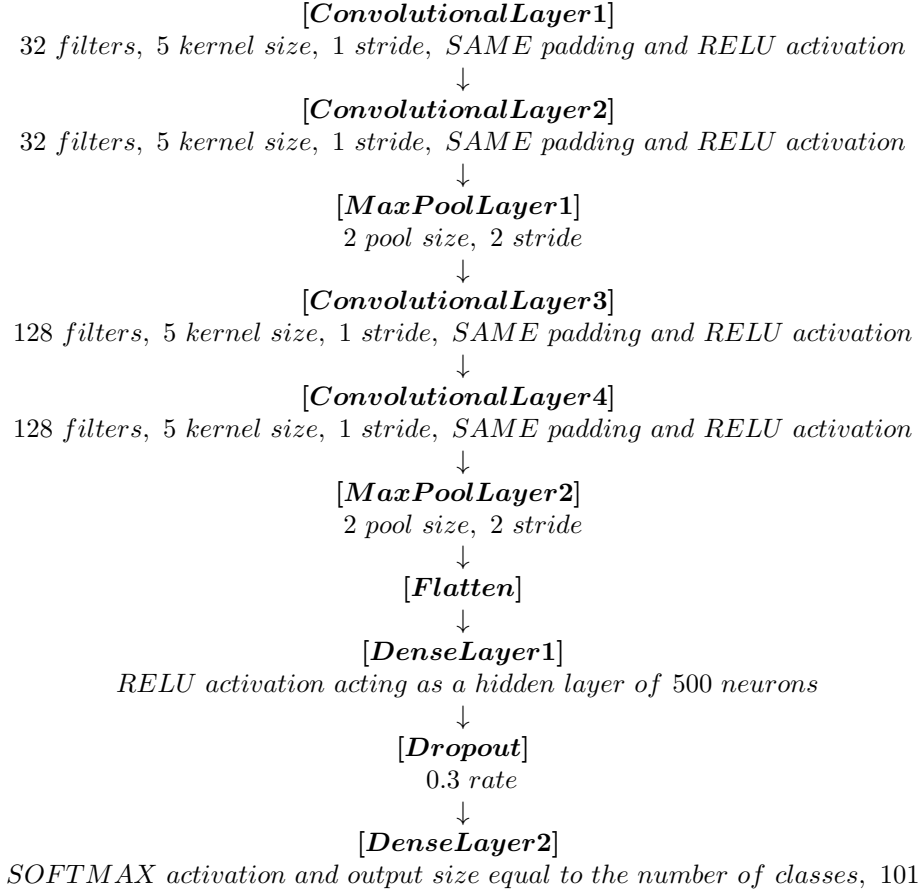 [ConvolutionalLayer1]
32 filters, 5 kernel size, 1 stride, SAME padding and RELU activation
↓
[ConvolutionalLayer2]
32 filters, 5 kernel size, 1 stride, SAME padding and RELU activation
↓
[MaxPoolLayer1]
2 pool size, 2 stride
↓
[ConvolutionalLayer3]
128 filters, 5 kernel size, 1 stride, SAME padding and RELU activation
↓
[ConvolutionalLayer4]
128 filters, 5 kernel size, 1 stride, SAME padding and RELU activation
↓
[MaxPoolLayer2]
2 pool size, 2 stride
↓
[Flatten]
↓
[DenseLayer1]
RELU activation acting as a hidden layer of 500 neurons
↓
[Dropout]
0.3 rate
↓
[DenseLayer2]
SOFTMAX activation and output size equal to the number of classes, 101